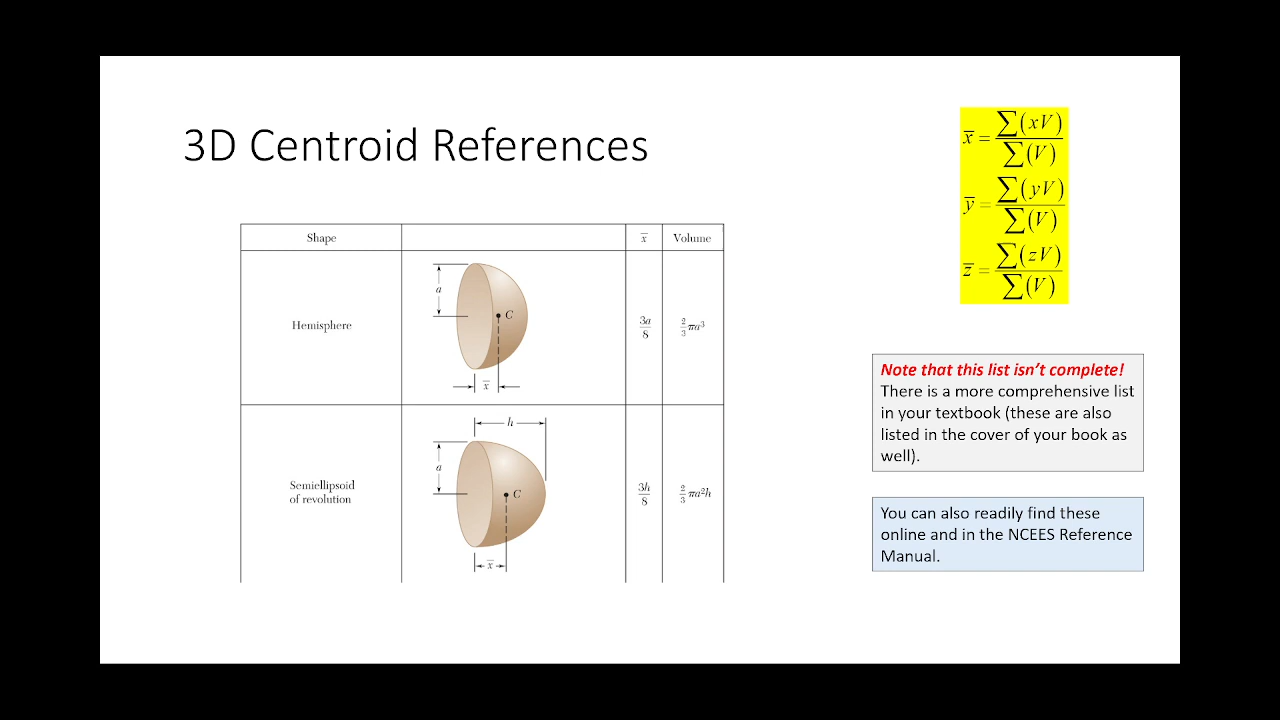 3D Centroid References
x̄ = ∑(xV) / ∑(V)
ȳ = ∑(yV) / ∑(V)
z̄ = ∑(zV) / ∑(V)
Shape x̄ Volume
a
C
x̄
Hemisphere 3a/8 2/3 πa³
h
a
C
x̄
Semiellipsoid
of revolution
3h/8 2/3 πa²h
Note that this list isn’t complete!
There is a more comprehensive list
in your textbook (these are also
listed in the cover of your book as
well).
You can also readily find these
online and in the NCEES Reference
Manual.